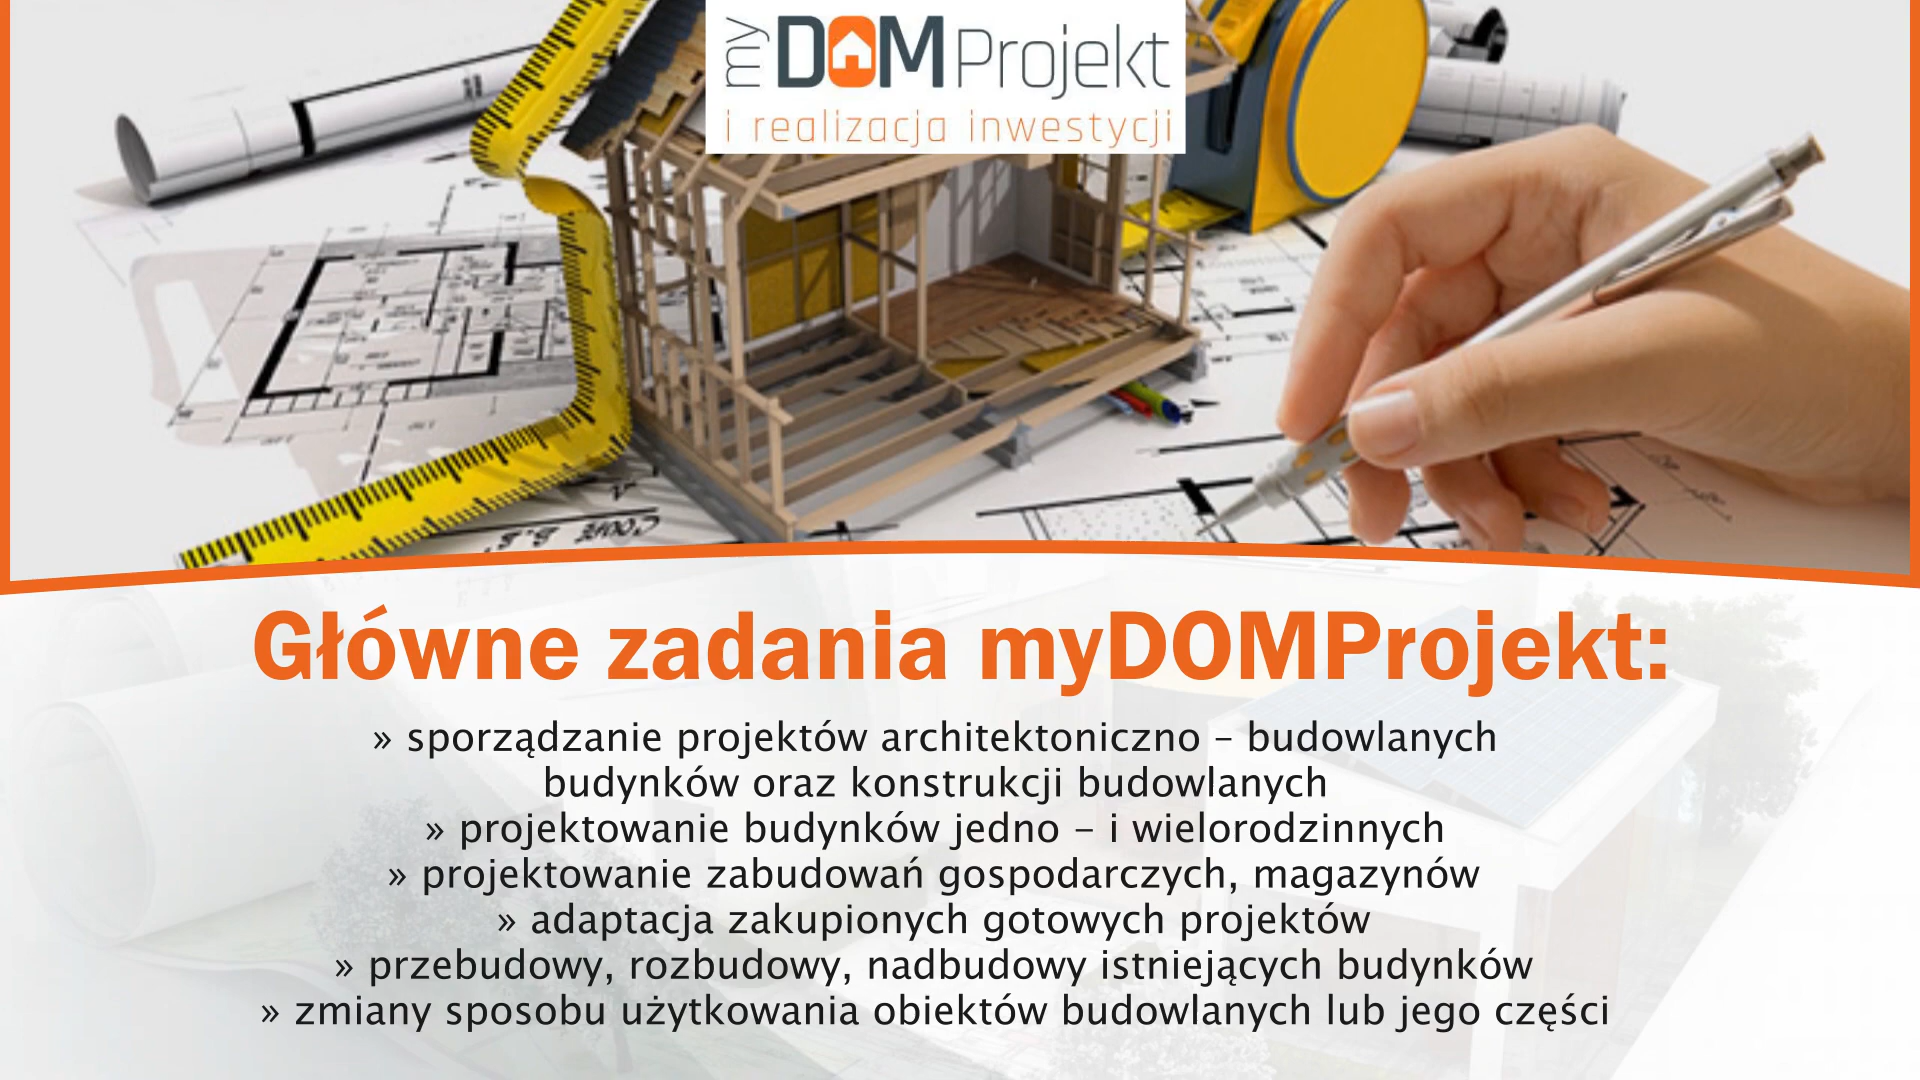 my DOM Projekt
i realizacja inwestycji
Główne zadania myDOMProjekt:
» sporządzanie projektów architektoniczno – budowlanych
budynków oraz konstrukcji budowlanych
» projektowanie budynków jedno – i wielorodzinnych
» projektowanie zabudowań gospodarczych, magazynów
» adaptacja zakupionych gotowych projektów
» przebudowy, rozbudowy, nadbudowy istniejących budynków
» zmiany sposobu użytkowania obiektów budowlanych lub jego części